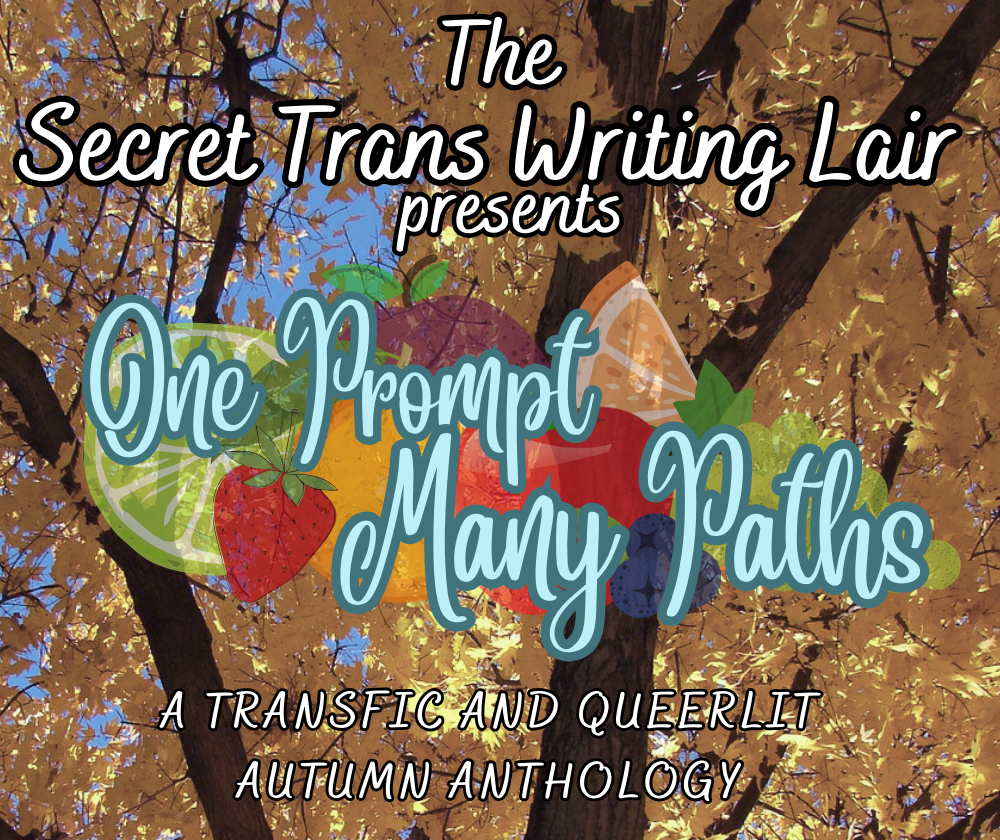 The
Secret Trans Writing Lair
presents
One Prompt
Many Paths
A TRANSFIC AND QUEERLIT
AUTUMN ANTHOLOGY